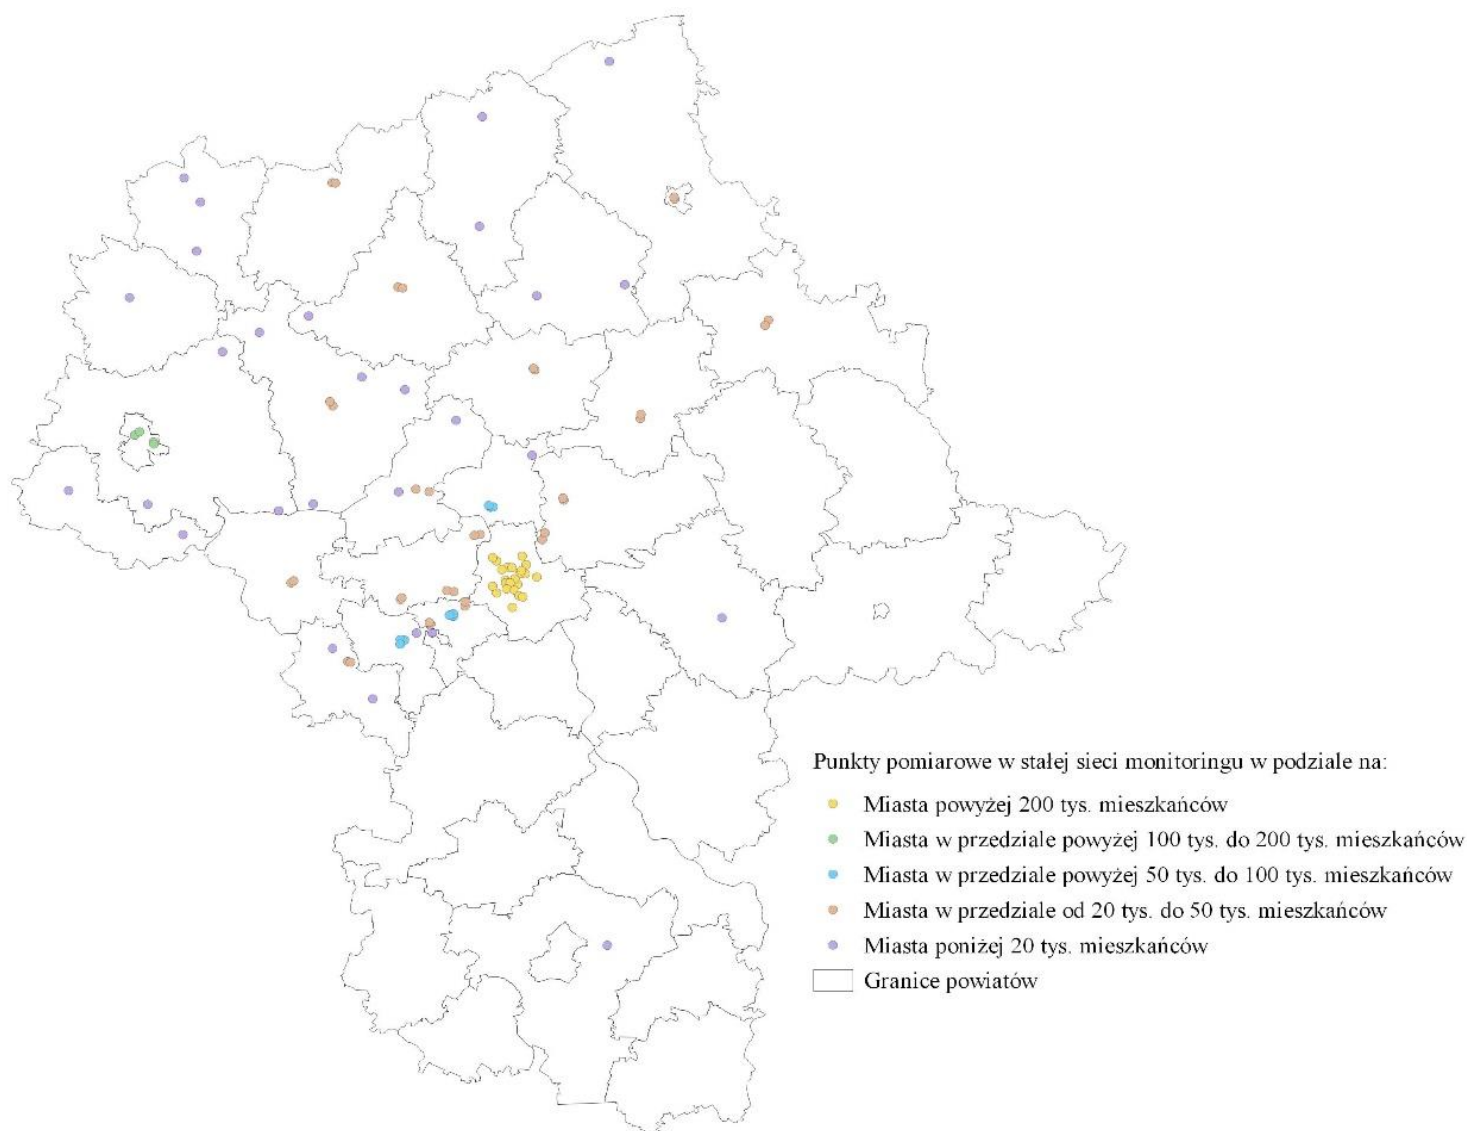 Punkty pomiarowe w stałej sieci monitoringu w podziale na:
Miasta powyżej 200 tys. mieszkańców
Miasta w przedziale powyżej 100 tys. do 200 tys. mieszkańców
Miasta w przedziale powyżej 50 tys. do 100 tys. mieszkańców
Miasta w przedziale od 20 tys. do 50 tys. mieszkańców
Miasta poniżej 20 tys. mieszkańców
Granice powiatów